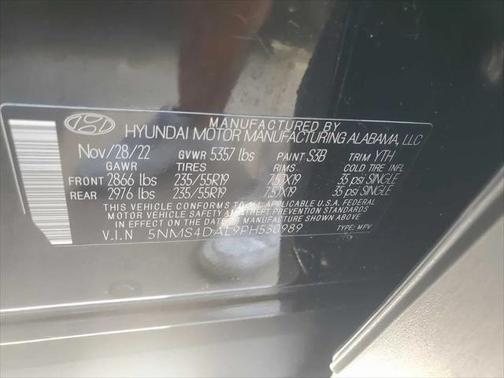 MANUFACTURED BY
HYUNDAI MOTOR MANUFACTURING ALABAMA, LLC
Nov/28/22 GVWR 5357 lbs PAINT S3B TRIM YTH
GAWR TIRES RIMS COLD TIRE INFL
FRONT 2866 lbs 235/55R19 7.5JX19 35 psi SINGLE
REAR 2976 lbs 235/55R19 7.5JX19 35 psi SINGLE
THIS VEHICLE CONFORMS TO ALL APPLICABLE U.S.A. FEDERAL
MOTOR VEHICLE SAFETY AND THEFT PREVENTION STANDARDS
IN EFFECT ON THE DATE OF MANUFACTURE SHOWN ABOVE
V.I.N 5NMS4DAL9PH530989 TYPE: MPV